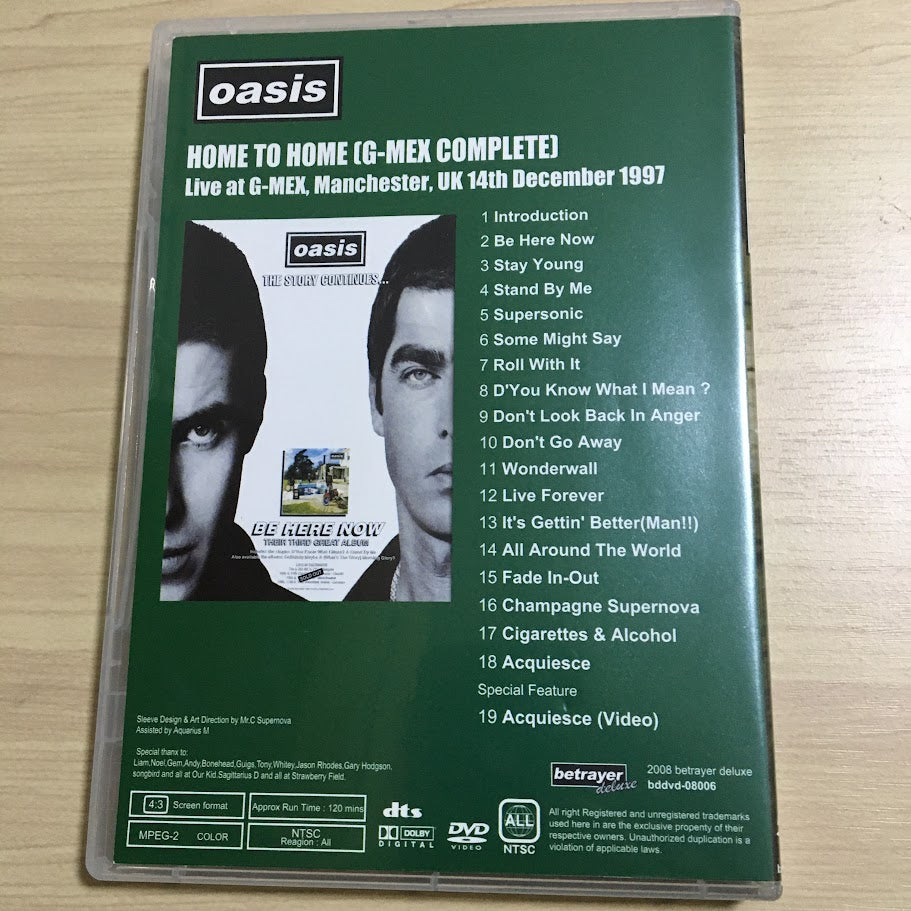 oasis
HOME TO HOME (G-MEX COMPLETE)
Live at G-MEX, Manchester, UK 14th December 1997
oasis
THE STORY CONTINUES...
BE HERE NOW
THEIR THIRD GREAT ALBUM
SOLD OUT
1 Introduction
2 Be Here Now
3 Stay Young
4 Stand By Me
5 Supersonic
6 Some Might Say
7 Roll With It
8 D'You Know What I Mean ?
9 Don't Look Back In Anger
10 Don't Go Away
11 Wonderwall
12 Live Forever
13 It's Gettin' Better(Man!!)
14 All Around The World
15 Fade In-Out
16 Champagne Supernova
17 Cigarettes & Alcohol
18 Acquiesce
Special Feature
19 Acquiesce (Video)
Sleeve Design & Art Direction by Mr.C Supernova
Assisted by Aquarius M
Special thanx to:
Liam,Noel,Gem,Andy,Bonehead,Guigs,Tony,Whitey,Jason Rhodes,Gary Hodgson,
songbird and all at Our Kid.Sagittarius D and all at Strawberry Field.
4:3 Screen format
Approx Run Time : 120 mins
MPEG-2 COLOR
NTSC
Reagion : All
dts
DOLBY
DIGITAL
DVD
VIDEO
ALL
NTSC
betrayer
deluxe
2008 betrayer deluxe
bddvd-08006
All right Registered and unregistered trademarks
used here in are the exclusive propety of their
respective owners. Unauthorized duplication is a
violation of applicable laws.